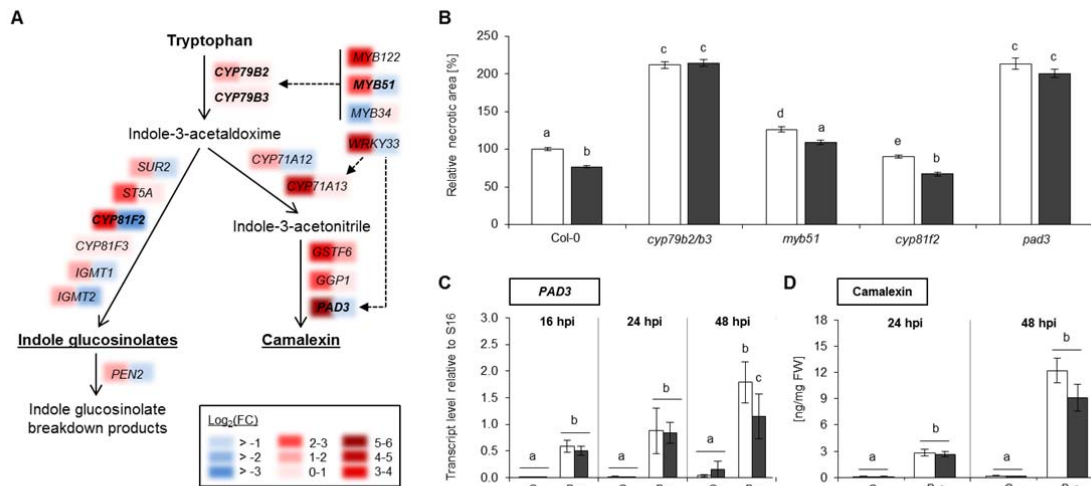 A
Tryptophan
CYP79B2
CYP79B3
MYB122
MYB51
MYB34
WRKY33
Indole-3-acetaldoxime
SUR2
ST5A
CYP81F2
CYP81F3
IGMT1
IGMT2
CYP71A12
CYP71A13
Indole-3-acetonitrile
GSTF6
GGP1
PAD3
Indole glucosinolates
Camalexin
PEN2
Indole glucosinolate
breakdown products
Log2(FC)
> -1 2-3 5-6
> -2 1-2 4-5
> -3 0-1 3-4
B
Relative necrotic area [%]
250
200
150
100
50
0
a b c c d a e b c c
Col-0 cyp79b2/b3 myb51 cyp81f2 pad3
C
PAD3
Transcript level relative to S16
16 hpi 24 hpi 48 hpi
3.0
2.5
2.0
1.5
1.0
0.5
0.0
a b a b a b c
D
Camalexin
[ng/mg FW]
24 hpi 48 hpi
15
12
9
6
3
0
a b a b